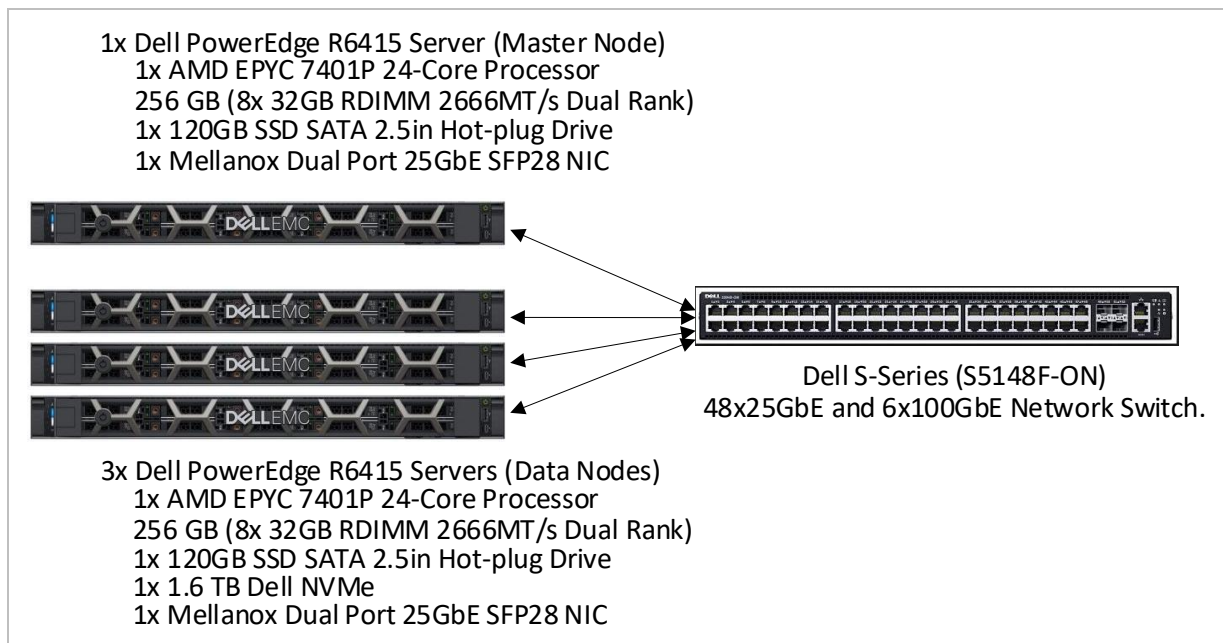 1x Dell PowerEdge R6415 Server (Master Node)
1x AMD EPYC 7401P 24-Core Processor
256 GB (8x 32GB RDIMM 2666MT/s Dual Rank)
1x 120GB SSD SATA 2.5in Hot-plug Drive
1x Mellanox Dual Port 25GbE SFP28 NIC
DELLEMC
DELLEMC
DELLEMC
DELLEMC
DELL
Dell S-Series (S5148F-ON)
48x25GbE and 6x100GbE Network Switch.
3x Dell PowerEdge R6415 Servers (Data Nodes)
1x AMD EPYC 7401P 24-Core Processor
256 GB (8x 32GB RDIMM 2666MT/s Dual Rank)
1x 120GB SSD SATA 2.5in Hot-plug Drive
1x 1.6 TB Dell NVMe
1x Mellanox Dual Port 25GbE SFP28 NIC